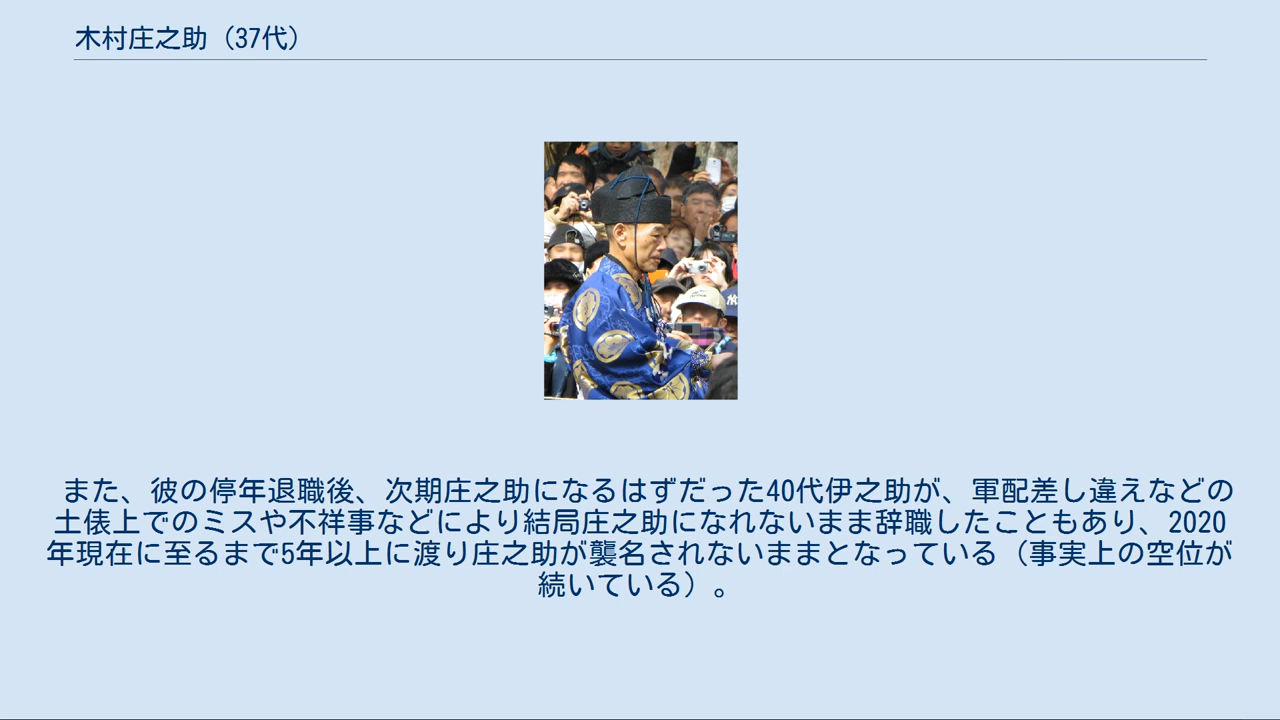 木村庄之助（37代）
NY
また、彼の停年退職後、次期庄之助になるはずだった40代伊之助が、軍配差し違えなどの
土俵上でのミスや不祥事などにより結局庄之助になれないまま辞職したこともあり、2020
年現在に至るまで5年以上に渡り庄之助が襲名されないままとなっている（事実上の空位が
続いている）。